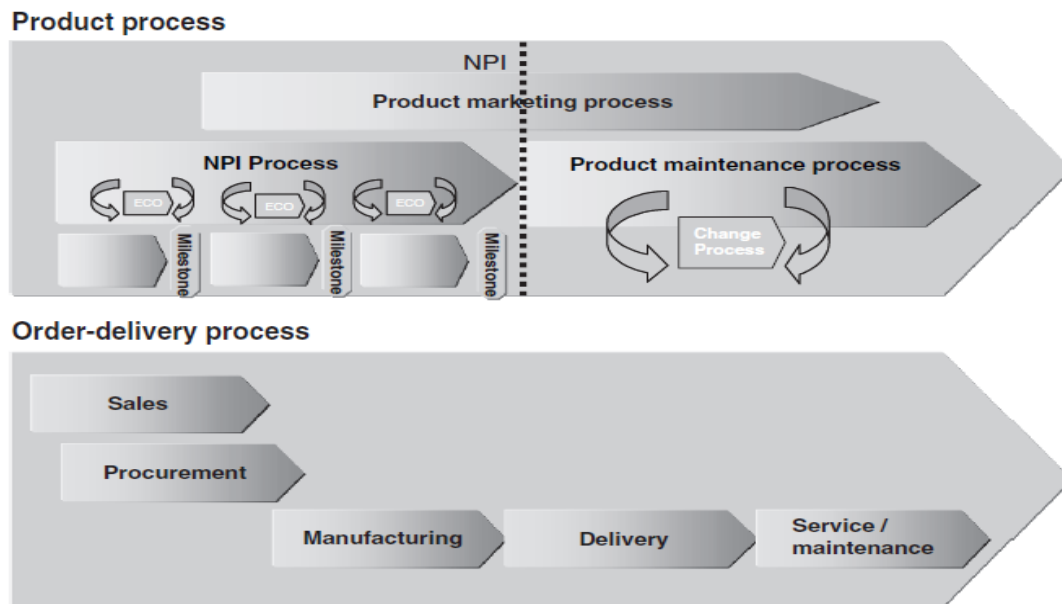 Product process
NPI
Product marketing process
NPI Process
Product maintenance process
ECO
ECO
ECO
Change
Process
Milestone
Milestone
Milestone
Order-delivery process
Sales
Procurement
Manufacturing
Delivery
Service /
maintenance